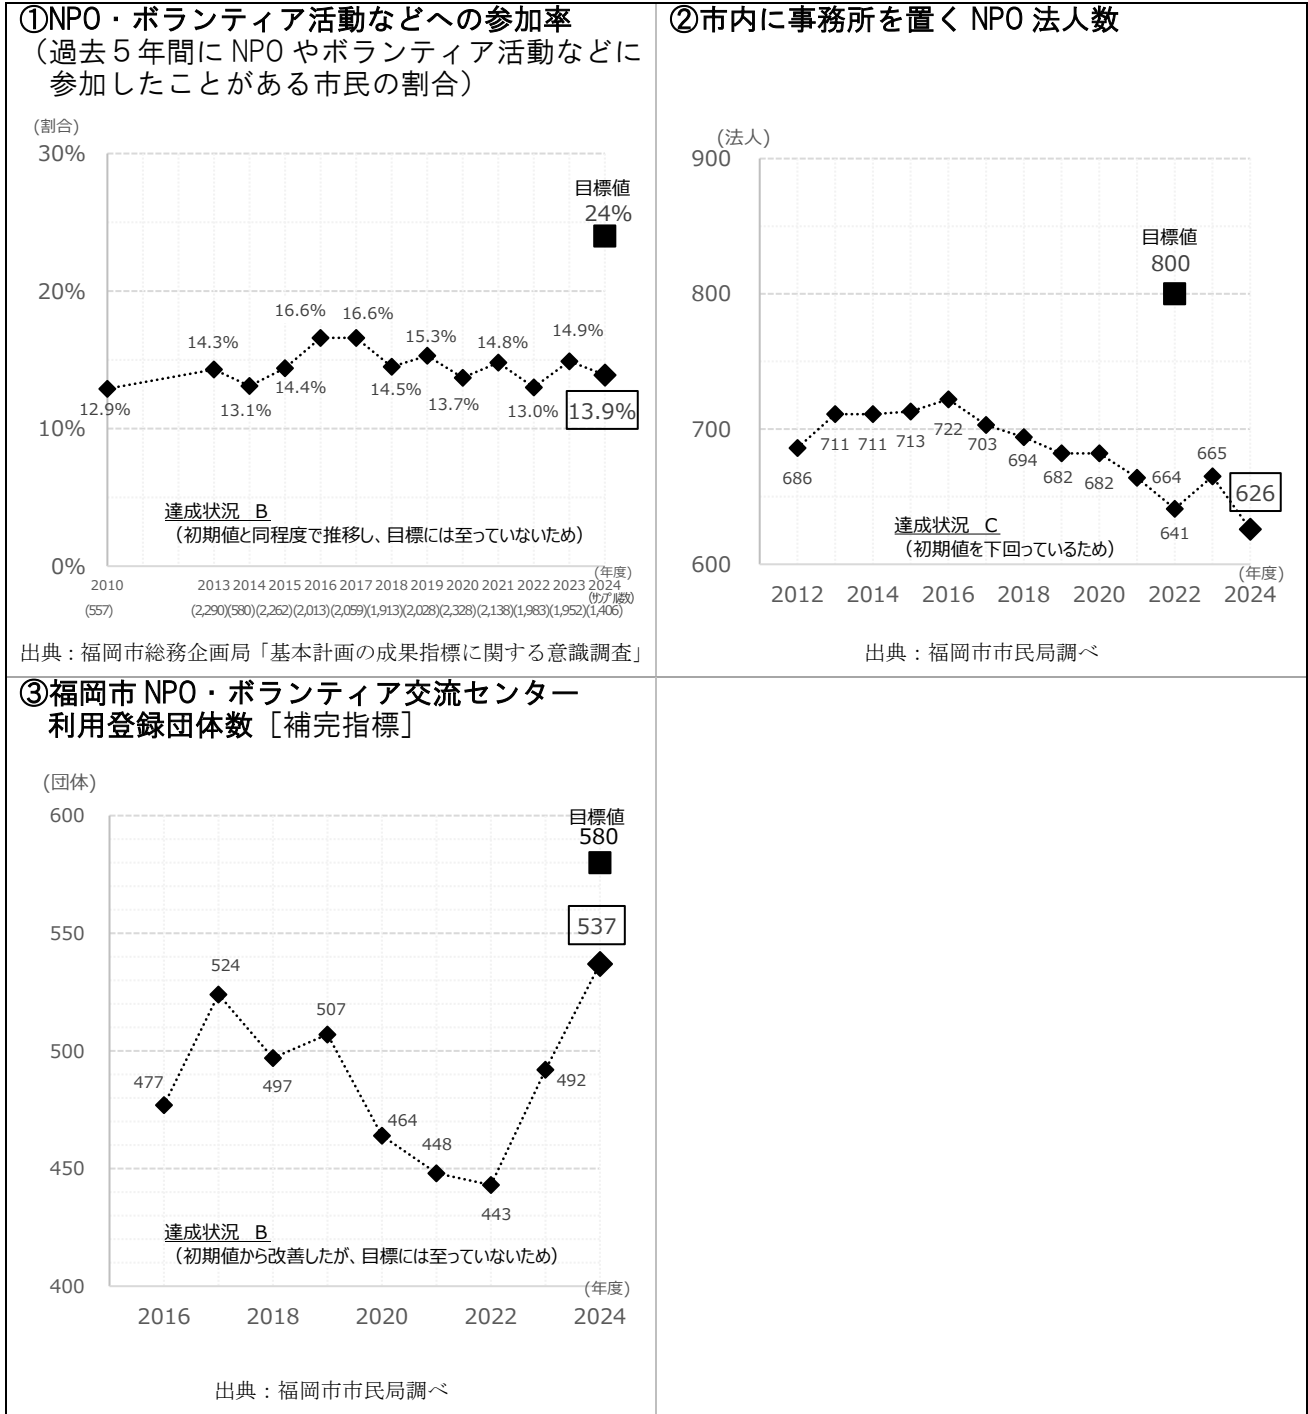 ①NPO・ボランティア活動などへの参加率
（過去５年間に NPO やボランティア活動などに
参加したことがある市民の割合）
(割合)
30%
20%
10%
0%
目標値
24%
12.9%
14.3%
13.1%
14.4%
16.6%
16.6%
14.5%
15.3%
13.7%
14.8%
13.0%
14.9%
13.9%
達成状況　B
（初期値と同程度で推移し、目標には至っていないため）
(年度)
2010 2013 2014 2015 2016 2017 2018 2019 2020 2021 2022 2023 2024
(サンプル数)
(557) (2,290) (580) (2,262) (2,013) (2,059) (1,913) (2,028) (2,328) (2,138) (1,983) (1,952) (1,406)
出典：福岡市総務企画局「基本計画の成果指標に関する意識調査」
②市内に事務所を置く NPO 法人数
(法人)
900
800
700
600
目標値
800
686
711
711
713
722
703
694
682
682
664
641
665
626
達成状況　C
（初期値を下回っているため）
(年度)
2012 2014 2016 2018 2020 2022 2024
出典：福岡市市民局調べ
③福岡市 NPO・ボランティア交流センター
利用登録団体数［補完指標］
(団体)
600
550
500
450
400
目標値
580
477
524
497
507
464
448
443
492
537
達成状況　B
（初期値から改善したが、目標には至っていないため）
(年度)
2016 2018 2020 2022 2024
出典：福岡市市民局調べ